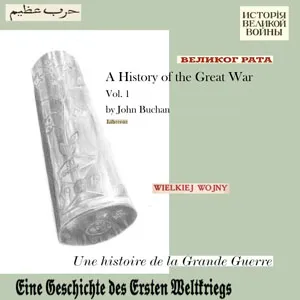 حرب عظيم
ИСТОРІЯ
ВЕЛИКОЙ
ВОЙНЫ
ВЕЛИКОГ РАТА
A History of the Great War
Vol. 1
by John Buchan
WIELKIEJ WOJNY
Une histoire de la Grande Guerre
Eine Geschichte des Ersten Weltkriegs